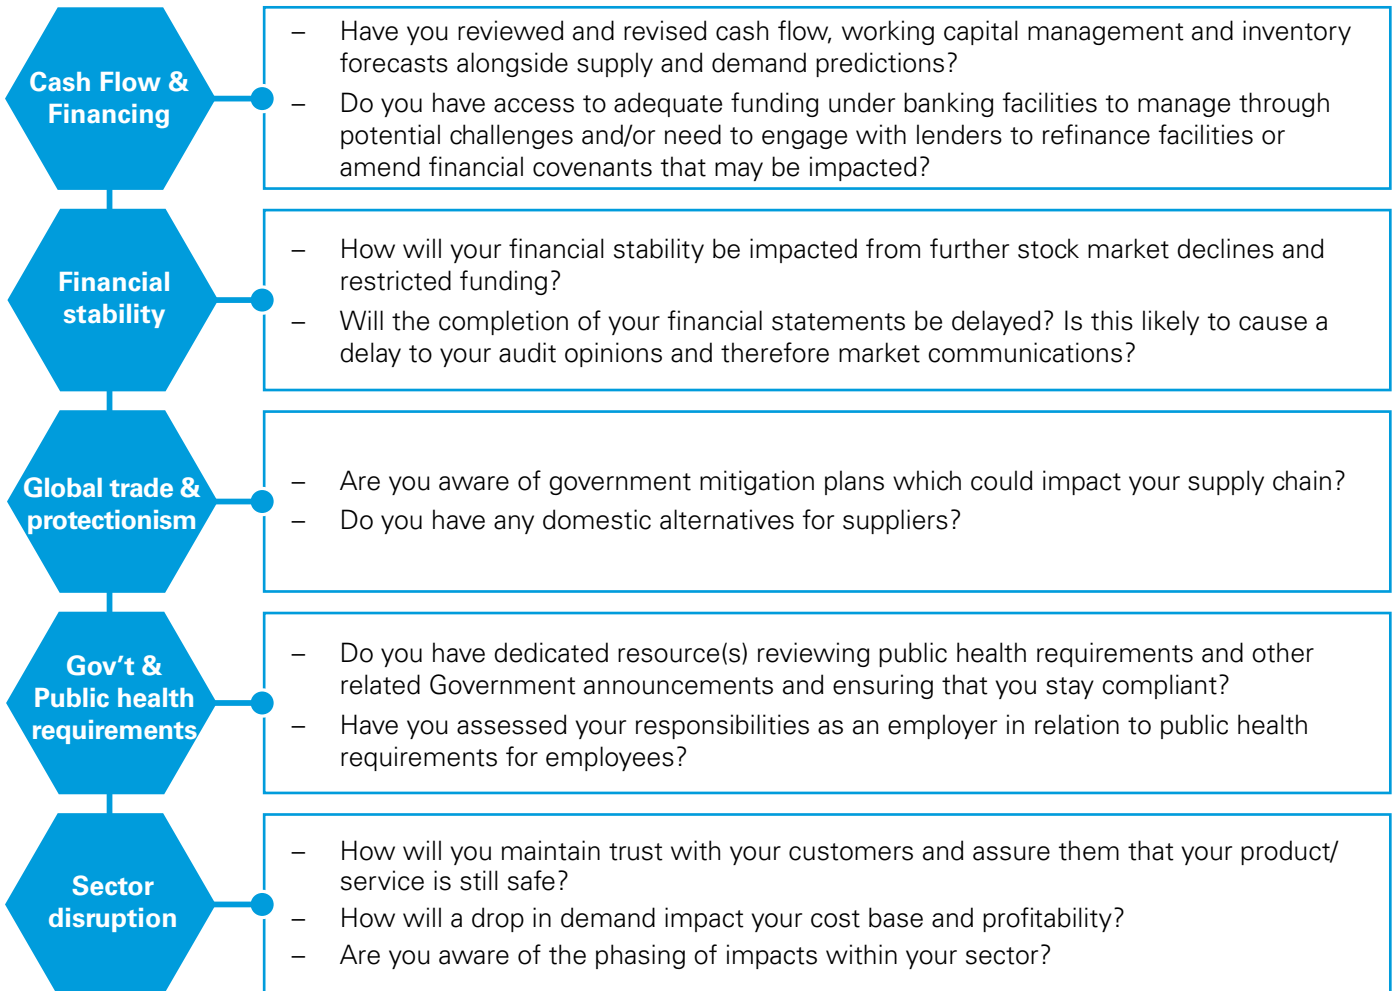 Cash Flow &
Financing
– Have you reviewed and revised cash flow, working capital management and inventory
forecasts alongside supply and demand predictions?
– Do you have access to adequate funding under banking facilities to manage through
potential challenges and/or need to engage with lenders to refinance facilities or
amend financial covenants that may be impacted?
Financial
stability
– How will your financial stability be impacted from further stock market declines and
restricted funding?
– Will the completion of your financial statements be delayed? Is this likely to cause a
delay to your audit opinions and therefore market communications?
Global trade &
protectionism
– Are you aware of government mitigation plans which could impact your supply chain?
– Do you have any domestic alternatives for suppliers?
Gov’t &
Public health
requirements
– Do you have dedicated resource(s) reviewing public health requirements and other
related Government announcements and ensuring that you stay compliant?
– Have you assessed your responsibilities as an employer in relation to public health
requirements for employees?
Sector
disruption
– How will you maintain trust with your customers and assure them that your product/
service is still safe?
– How will a drop in demand impact your cost base and profitability?
– Are you aware of the phasing of impacts within your sector?